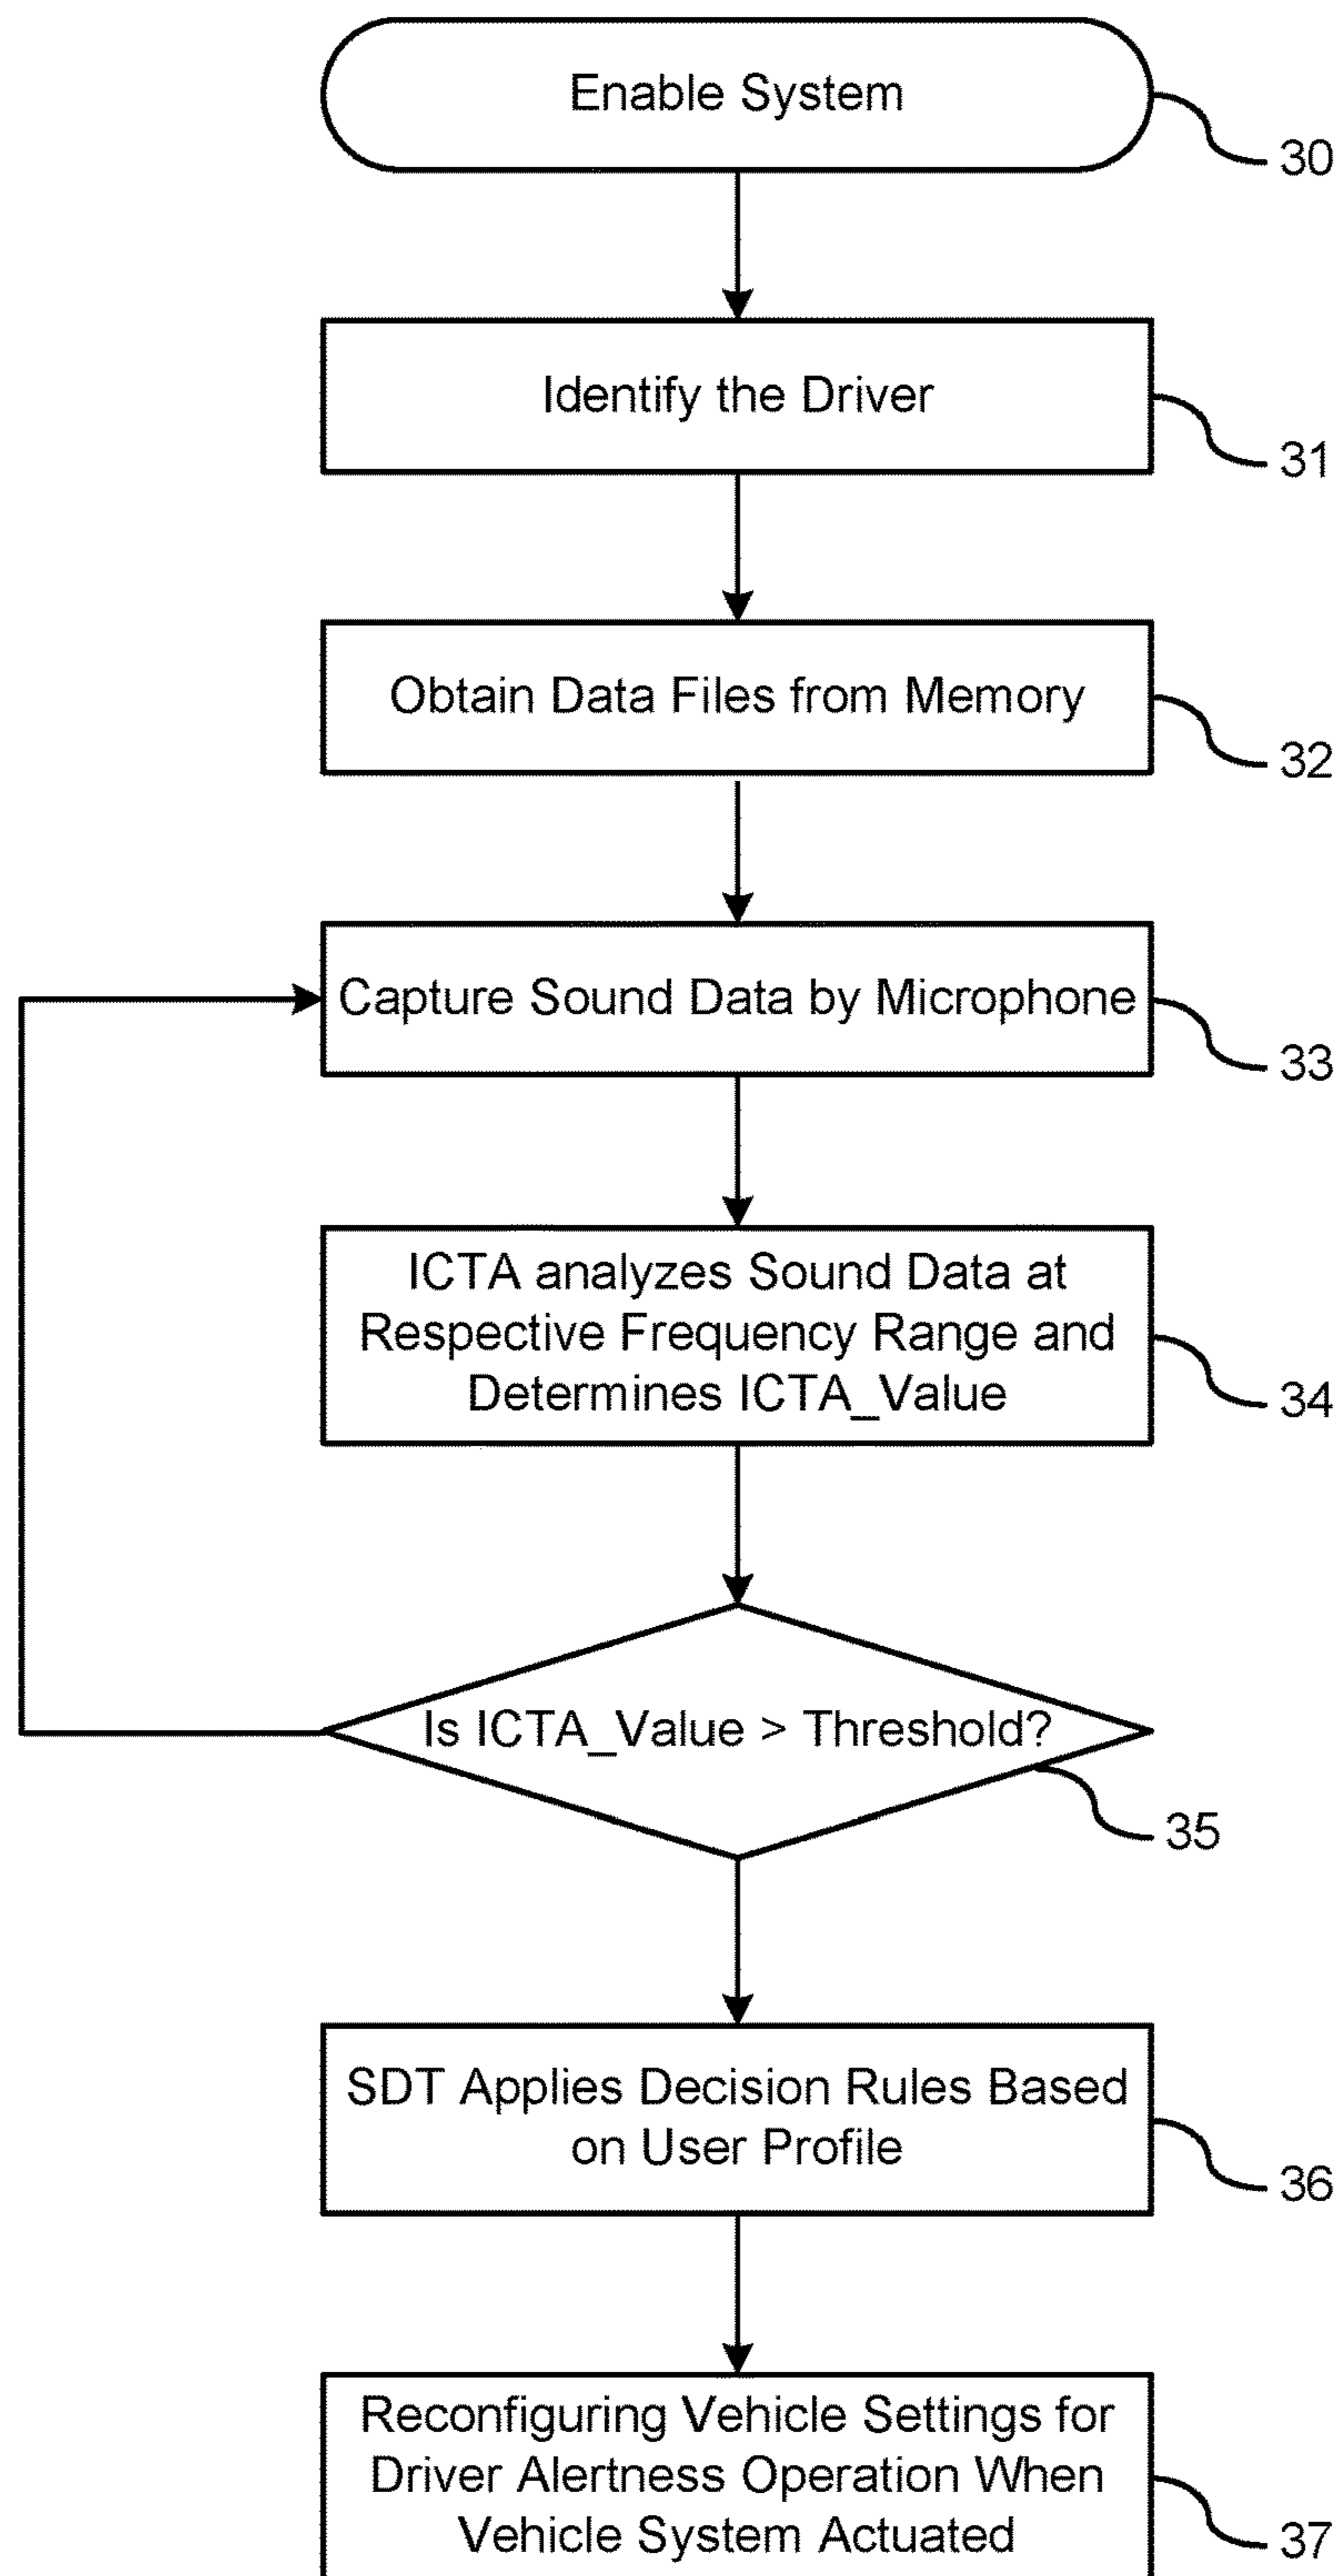 Enable System
30
Identify the Driver
31
Obtain Data Files from Memory
32
Capture Sound Data by Microphone
33
ICTA analyzes Sound Data at
Respective Frequency Range and
Determines ICTA_Value
34
Is ICTA_Value > Threshold?
35
SDT Applies Decision Rules Based
on User Profile
36
Reconfiguring Vehicle Settings for
Driver Alertness Operation When
Vehicle System Actuated
37